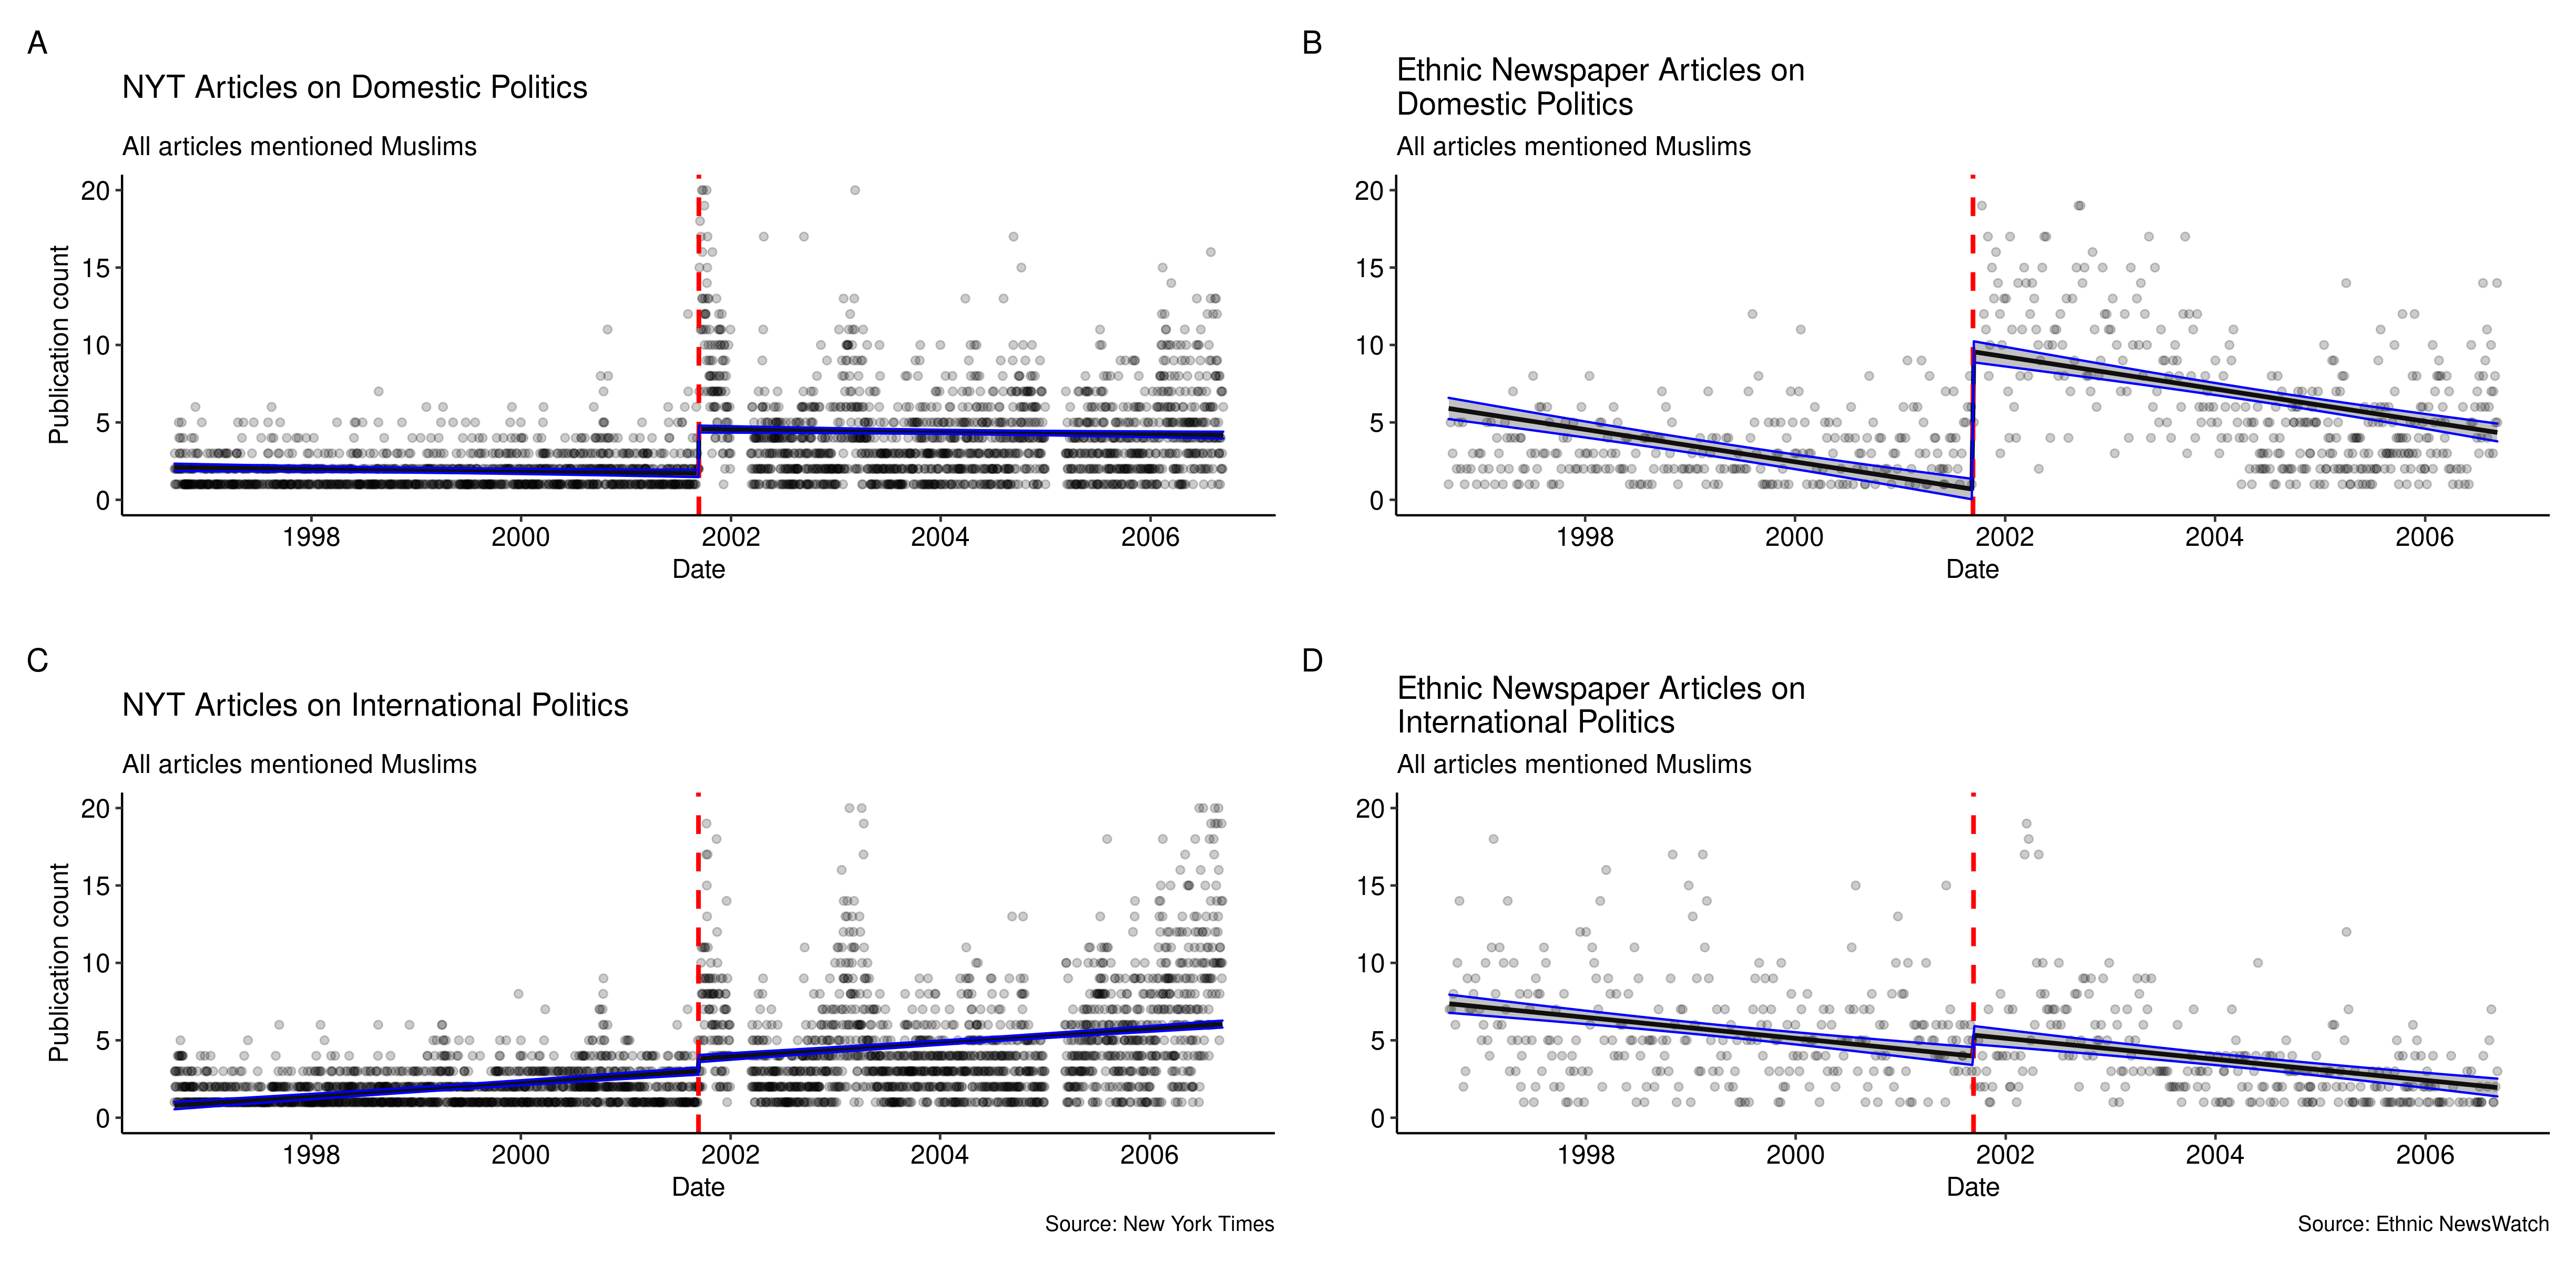 A
NYT Articles on Domestic Politics
All articles mentioned Muslims
Publication count
20
15
10
5
0
1998 2000 2002 2004 2006
Date
B
Ethnic Newspaper Articles on
Domestic Politics
All articles mentioned Muslims
20
15
10
5
0
1998 2000 2002 2004 2006
Date
C
NYT Articles on International Politics
All articles mentioned Muslims
Publication count
20
15
10
5
0
1998 2000 2002 2004 2006
Date
Source: New York Times
D
Ethnic Newspaper Articles on
International Politics
All articles mentioned Muslims
20
15
10
5
0
1998 2000 2002 2004 2006
Date
Source: Ethnic NewsWatch